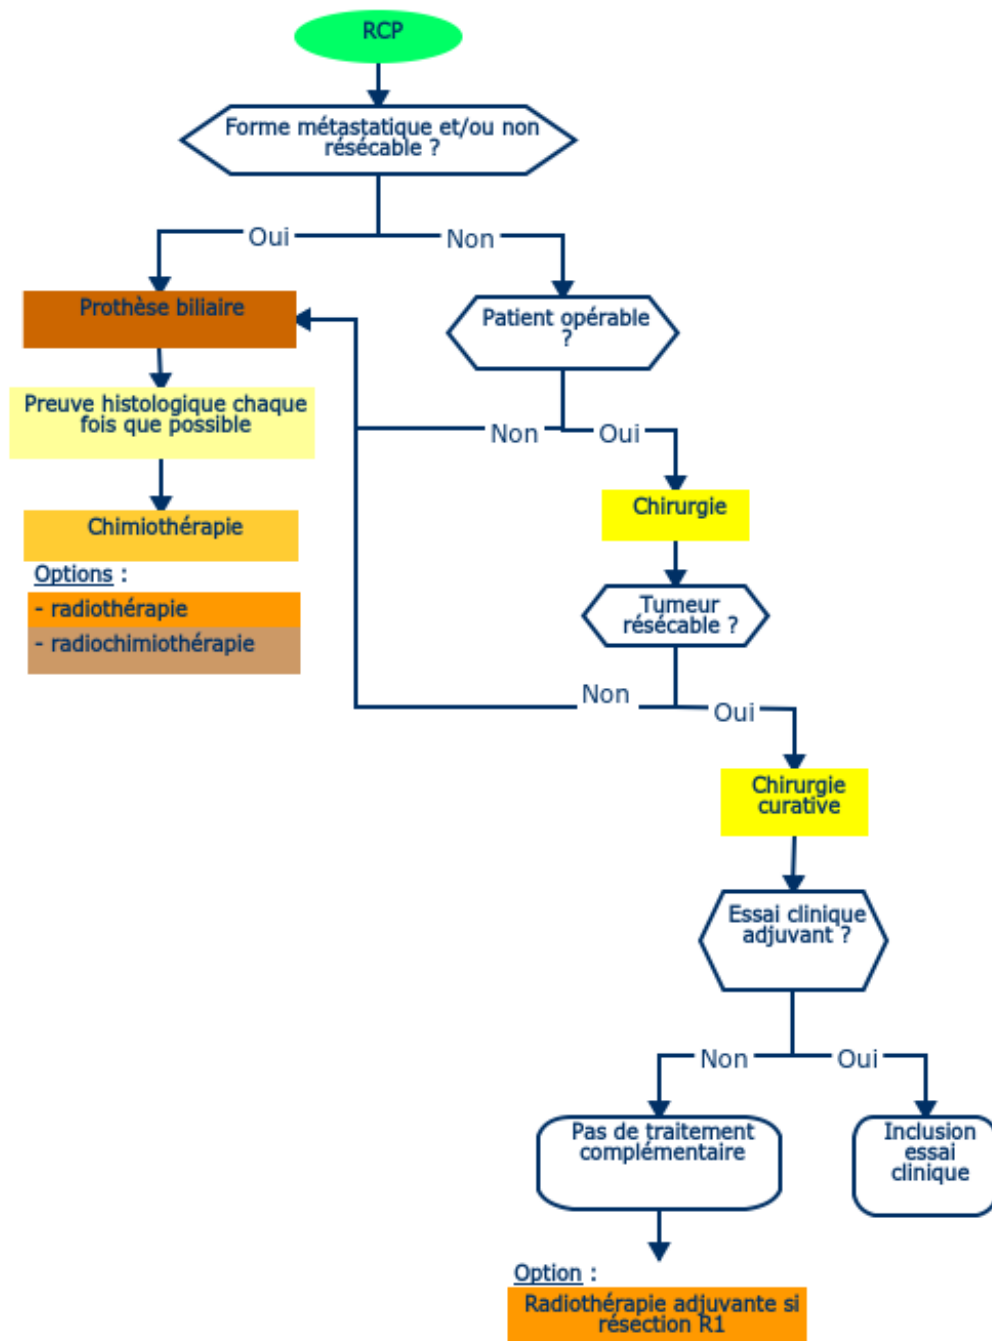 RCP
Forme métastatique et/ou non
résécable ?
Oui
Non
Prothèse biliaire
Patient opérable
?
Preuve histologique chaque
fois que possible
Non
Oui
Chirurgie
Chimiothérapie
Options :
- radiothérapie
- radiochimiothérapie
Tumeur
résécable ?
Non
Oui
Chirurgie
curative
Essai clinique
adjuvant ?
Non
Oui
Pas de traitement
complémentaire
Inclusion
essai
clinique
Option :
Radiothérapie adjuvante si
résection R1